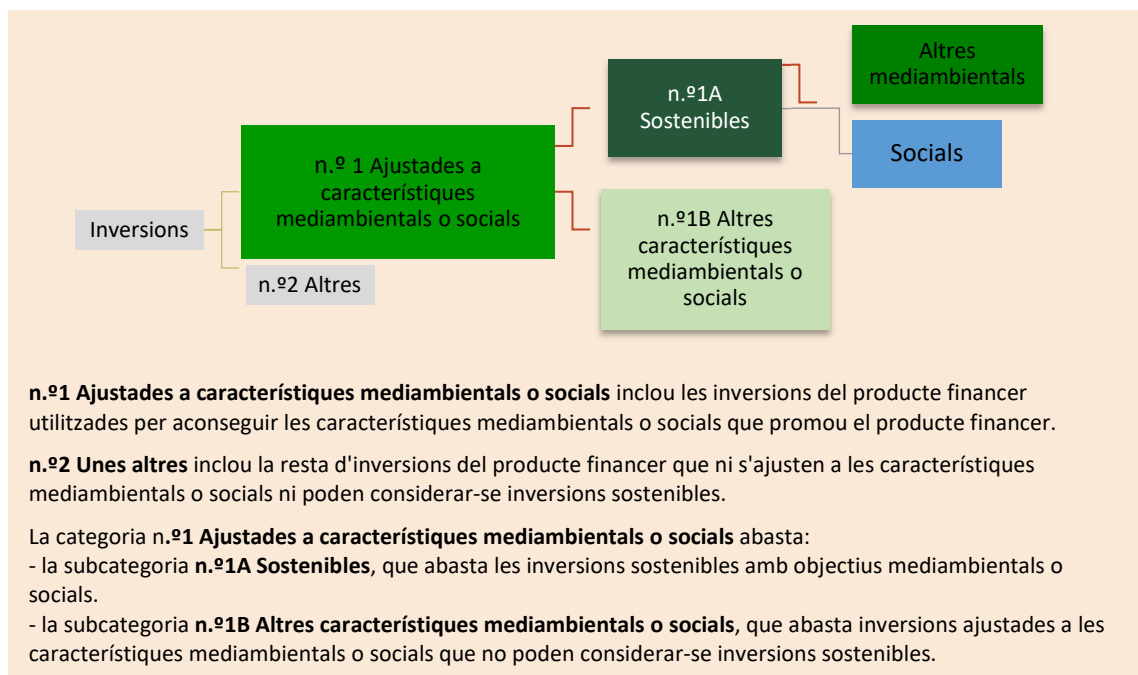 Altres
mediambientals
n.º1A
Sostenibles
Socials
n.º 1 Ajustades a
característiques
mediambientals o socials
n.º1B Altres
característiques
mediambientals o
socials
Inversions
n.º2 Altres
n.º1 Ajustades a característiques mediambientals o socials inclou les inversions del producte financer
utilitzades per aconseguir les característiques mediambientals o socials que promou el producte financer.
n.º2 Unes altres inclou la resta d'inversions del producte financer que ni s'ajusten a les característiques
mediambientals o socials ni poden considerar-se inversions sostenibles.
La categoria n.º1 Ajustades a característiques mediambientals o socials abasta:
- la subcategoria n.º1A Sostenibles, que abasta les inversions sostenibles amb objectius mediambientals o
socials.
- la subcategoria n.º1B Altres característiques mediambientals o socials, que abasta inversions ajustades a les
característiques mediambientals o socials que no poden considerar-se inversions sostenibles.